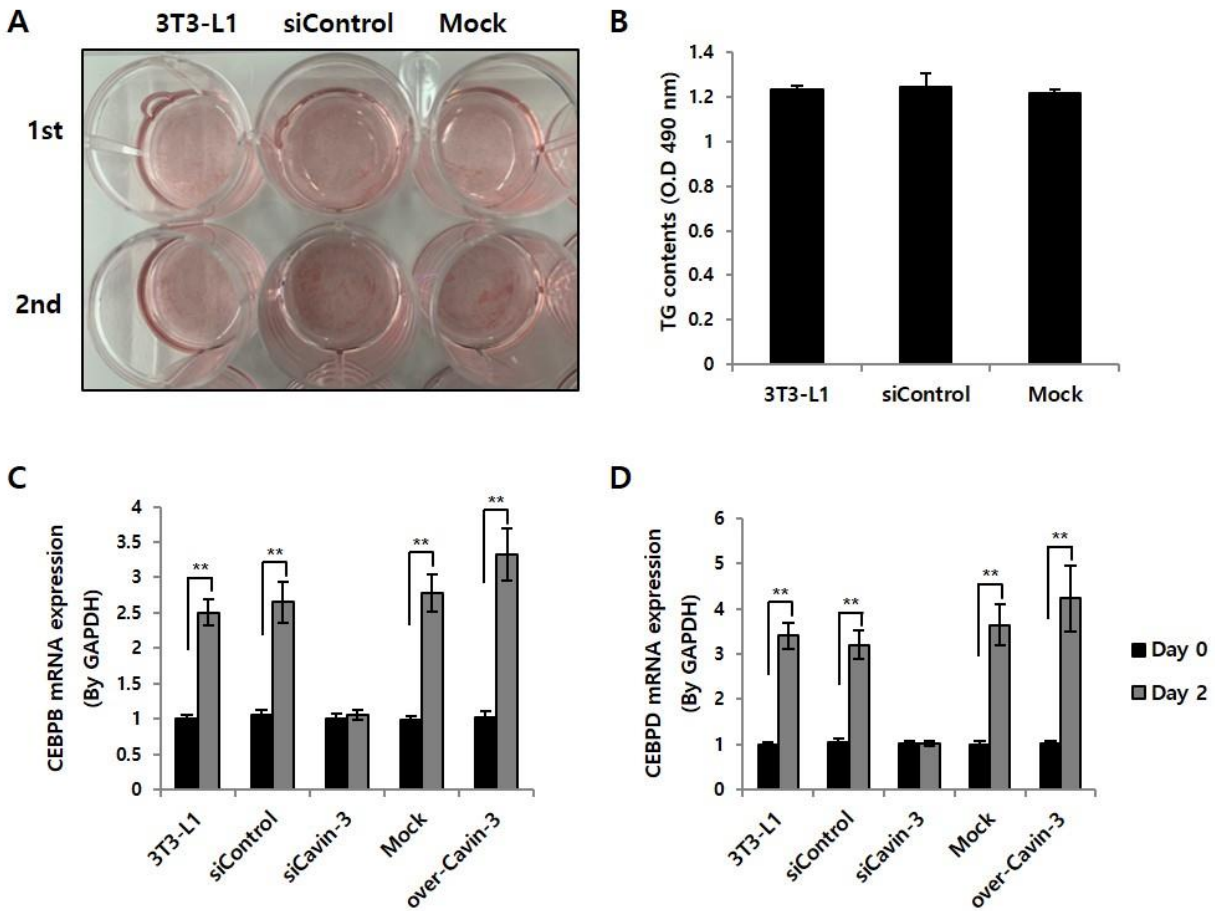 A
3T3-L1 siControl Mock
1st
2nd
B
TG contents (O.D 490 nm)
1.4
1.2
1
0.8
0.6
0.4
0.2
0
3T3-L1 siControl Mock
C
CEBPB mRNA expression
(By GAPDH)
4
3.5
3
2.5
2
1.5
1
0.5
0
** ** ** **
3T3-L1 siControl siCavin-3 Mock over-Cavin-3
D
CEBPD mRNA expression
(By GAPDH)
6
5
4
3
2
1
0
** ** ** **
3T3-L1 siControl siCavin-3 Mock over-Cavin-3
Day 0
Day 2